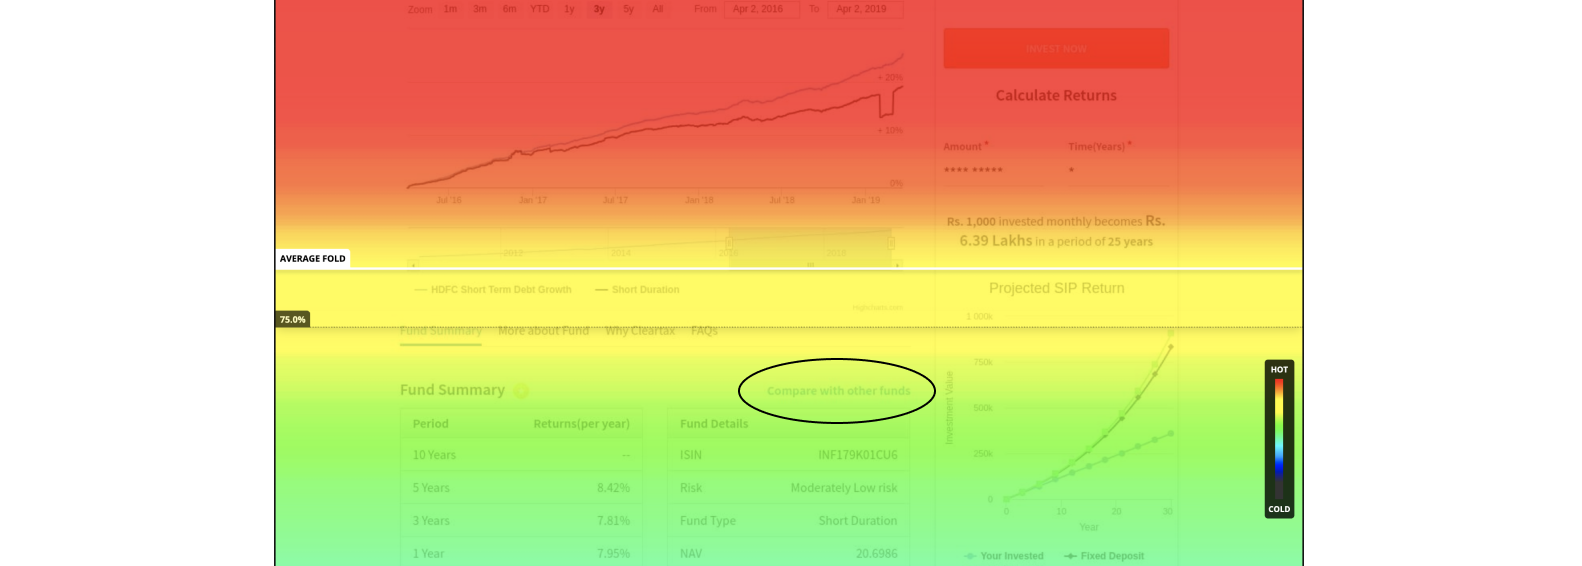 Zoom 1m 3m 6m YTD 1y 3y 5y All From Apr 2, 2016 To Apr 2, 2019
INVEST NOW
+ 20%
Calculate Returns
+ 10%
Amount * Time(Years) *
**** ***** *
0%
Jul '16 Jan '17 Jul '17 Jan '18 Jul '18 Jan '19
Rs. 1,000 invested monthly becomes Rs.
6.39 Lakhs in a period of 25 years
2012 2014 2016 2018
AVERAGE FOLD
HDFC Short Term Debt Growth Short Duration
Projected SIP Return
Highcharts.com
75.0%
Fund Summary More about Fund Why Cleartax FAQs
Fund Summary
Compare with other funds
Period Returns(per year)
10 Years --
5 Years 8.42%
3 Years 7.81%
1 Year 7.95%
Fund Details
ISIN INF179K01CU6
Risk Moderately Low risk
Fund Type Short Duration
NAV 20.6986
Investment Value
1 000k
750k
500k
250k
0
0 10 20 30
Year
Your Invested Fixed Deposit
HOT
COLD